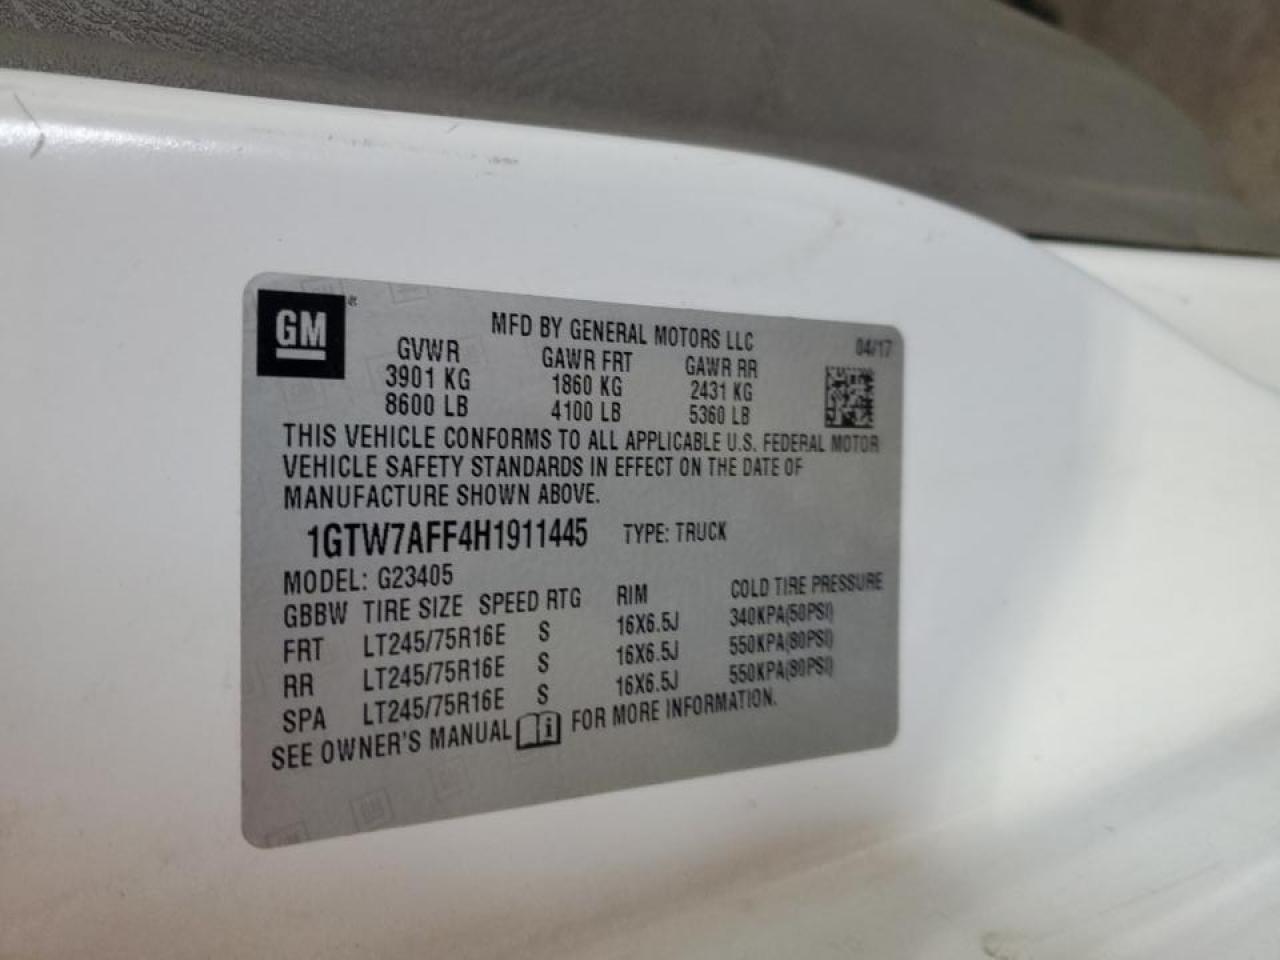 GM ®
MFD BY GENERAL MOTORS LLC 04/17
GVWR GAWR FRT GAWR RR
3901 KG 1860 KG 2431 KG
8600 LB 4100 LB 5360 LB
THIS VEHICLE CONFORMS TO ALL APPLICABLE U.S. FEDERAL MOTOR
VEHICLE SAFETY STANDARDS IN EFFECT ON THE DATE OF
MANUFACTURE SHOWN ABOVE.
1GTW7AFF4H1911445 TYPE: TRUCK
MODEL: G23405
GBBW TIRE SIZE SPEED RTG RIM COLD TIRE PRESSURE
FRT LT245/75R16E S 16X6.5J 340KPA(50PSI)
RR LT245/75R16E S 16X6.5J 550KPA(80PSI)
SPA LT245/75R16E S 16X6.5J 550KPA(80PSI)
SEE OWNER'S MANUAL i FOR MORE INFORMATION.